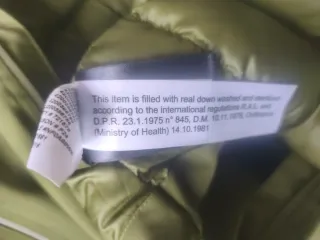 This item is filled with real down washed and sterilized
according to the international regulations R.A.L. and
D.P.R. 23.1.1975 n° 845, D.M. 10.11.1976,
(Ministry of Health) 14.10.1981